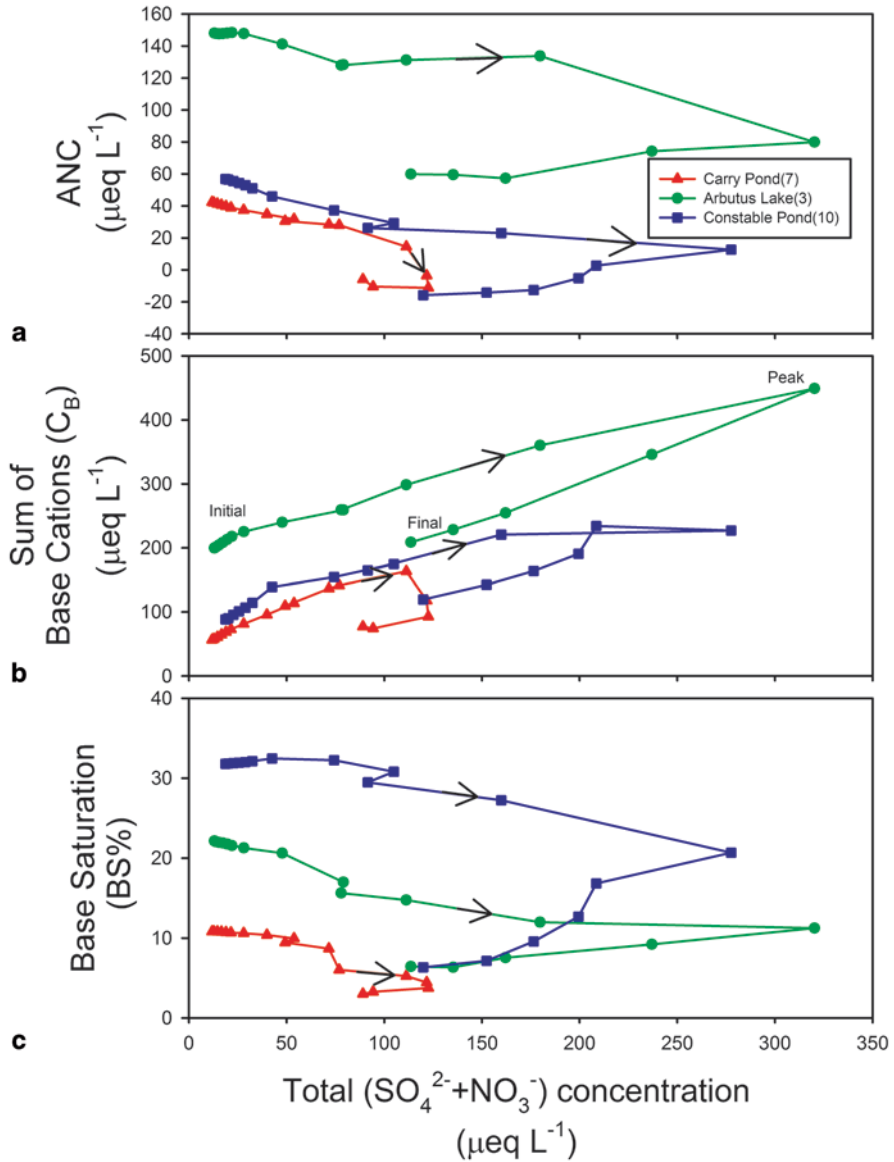 160
140
120
100
80
60
40
20
0
-20
-40
ANC
(μeq L⁻¹)
Carry Pond(7)
Arbutus Lake(3)
Constable Pond(10)
a
500
400
300
200
100
0
Sum of
Base Cations (C_B)
(μeq L⁻¹)
Peak
Initial
Final
b
40
30
20
10
0
Base Saturation
(BS%)
c
0 50 100 150 200 250 300 350
Total (SO₄²⁻+NO₃⁻) concentration
(μeq L⁻¹)